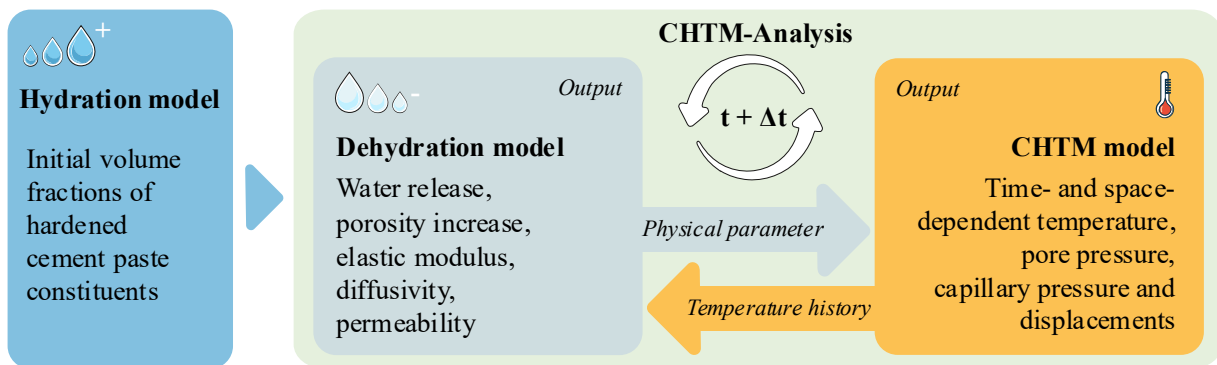 +
Hydration model
Initial volume
fractions of
hardened
cement paste
constituents
CHTM-Analysis
t + Δt
-
Output
Dehydration model
Water release,
porosity increase,
elastic modulus,
diffusivity,
permeability
Physical parameter
Temperature history
Output
CHTM model
Time- and space-
dependent temperature,
pore pressure,
capillary pressure and
displacements